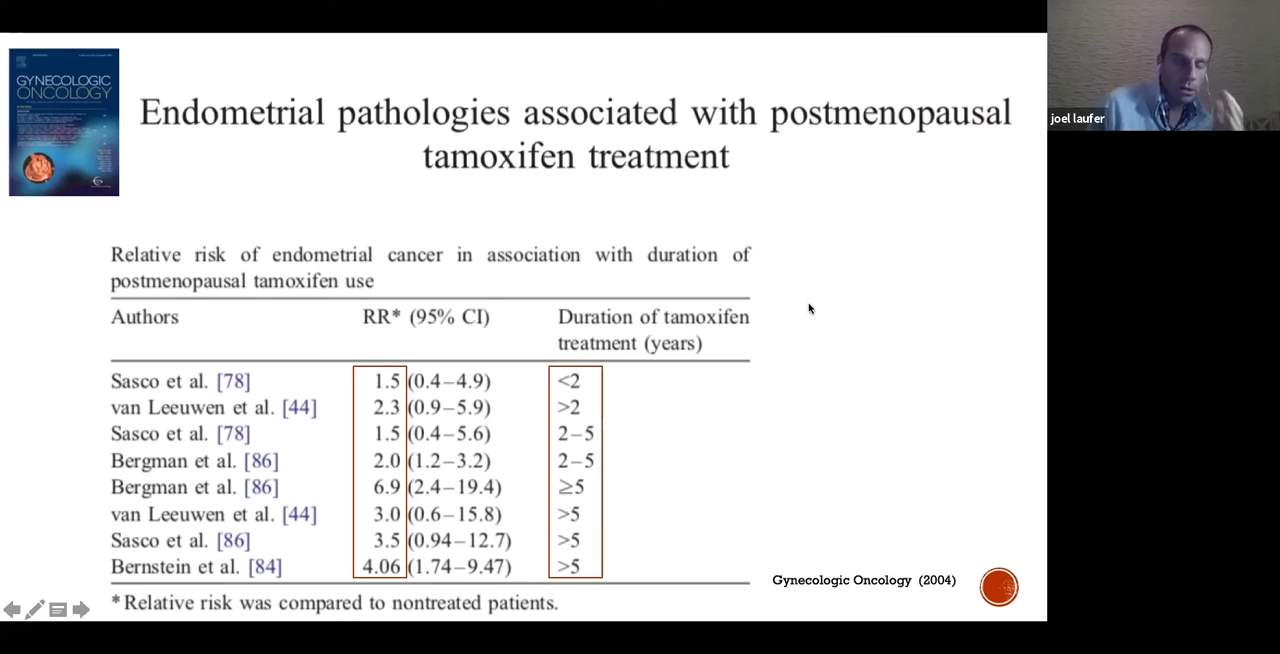 GYNECOLOGIC
ONCOLOGY
Endometrial pathologies associated with postmenopausal
tamoxifen treatment
joel laufer
Relative risk of endometrial cancer in association with duration of
postmenopausal tamoxifen use
Authors RR* (95% CI) Duration of tamoxifen
treatment (years)
Sasco et al. [78] 1.5 (0.4–4.9) <2
van Leeuwen et al. [44] 2.3 (0.9–5.9) >2
Sasco et al. [78] 1.5 (0.4–5.6) 2–5
Bergman et al. [86] 2.0 (1.2–3.2) 2–5
Bergman et al. [86] 6.9 (2.4–19.4) ≥5
van Leeuwen et al. [44] 3.0 (0.6–15.8) >5
Sasco et al. [86] 3.5 (0.94–12.7) >5
Bernstein et al. [84] 4.06 (1.74–9.47) >5
* Relative risk was compared to nontreated patients.
Gynecologic Oncology (2004)